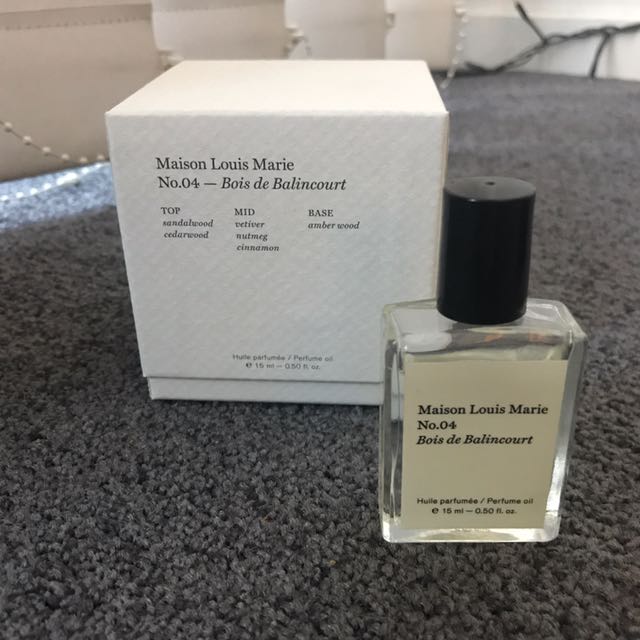 Maison Louis Marie
No.04 — Bois de Balincourt
TOP
sandalwood
cedarwood
MID
vetiver
nutmeg
cinnamon
BASE
amber wood
Huile parfumée / Perfume oil
℮ 15 ml — 0.50 fl. oz.
Maison Louis Marie
No.04
Bois de Balincourt
Huile parfumée / Perfume oil
℮ 15 ml — 0.50 fl. oz.